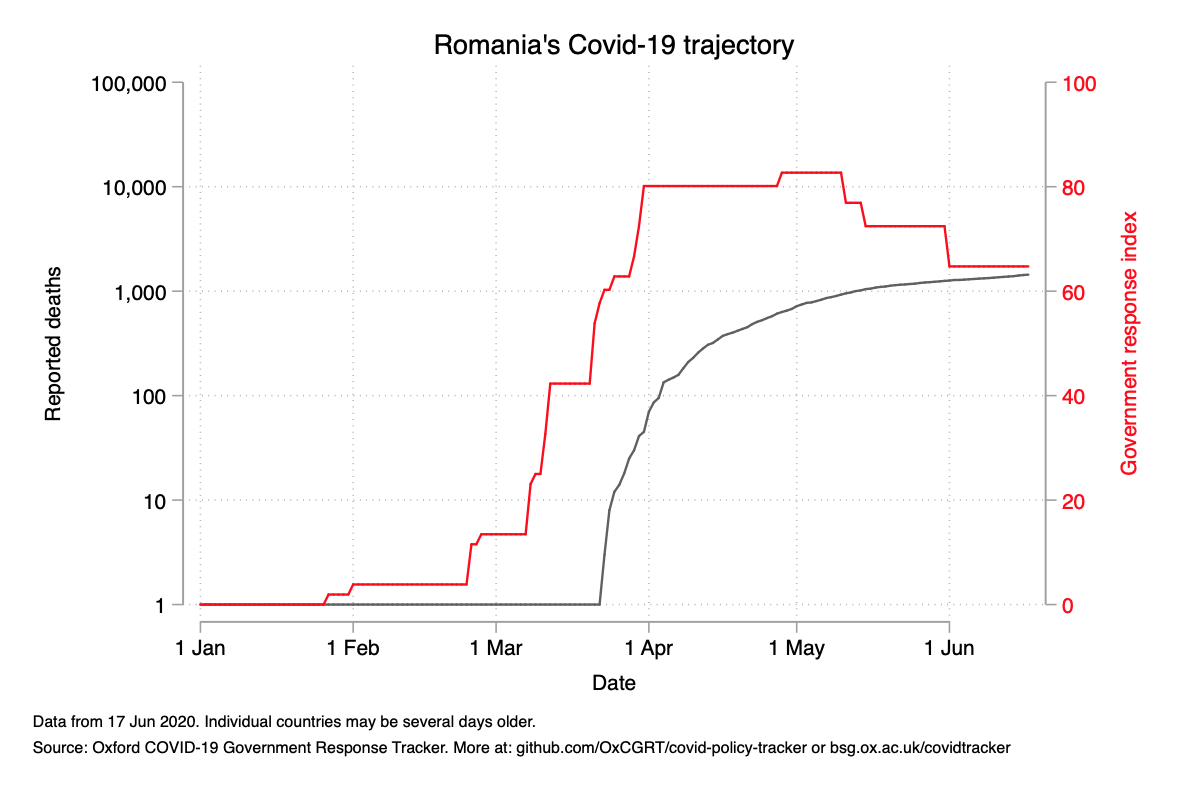 Romania's Covid-19 trajectory
100,000
10,000
1,000
100
10
1
Reported deaths
100
80
60
40
20
0
Government response index
1 Jan
1 Feb
1 Mar
1 Apr
1 May
1 Jun
Date
Data from 17 Jun 2020. Individual countries may be several days older.
Source: Oxford COVID-19 Government Response Tracker. More at: github.com/OxCGRT/covid-policy-tracker or bsg.ox.ac.uk/covidtracker